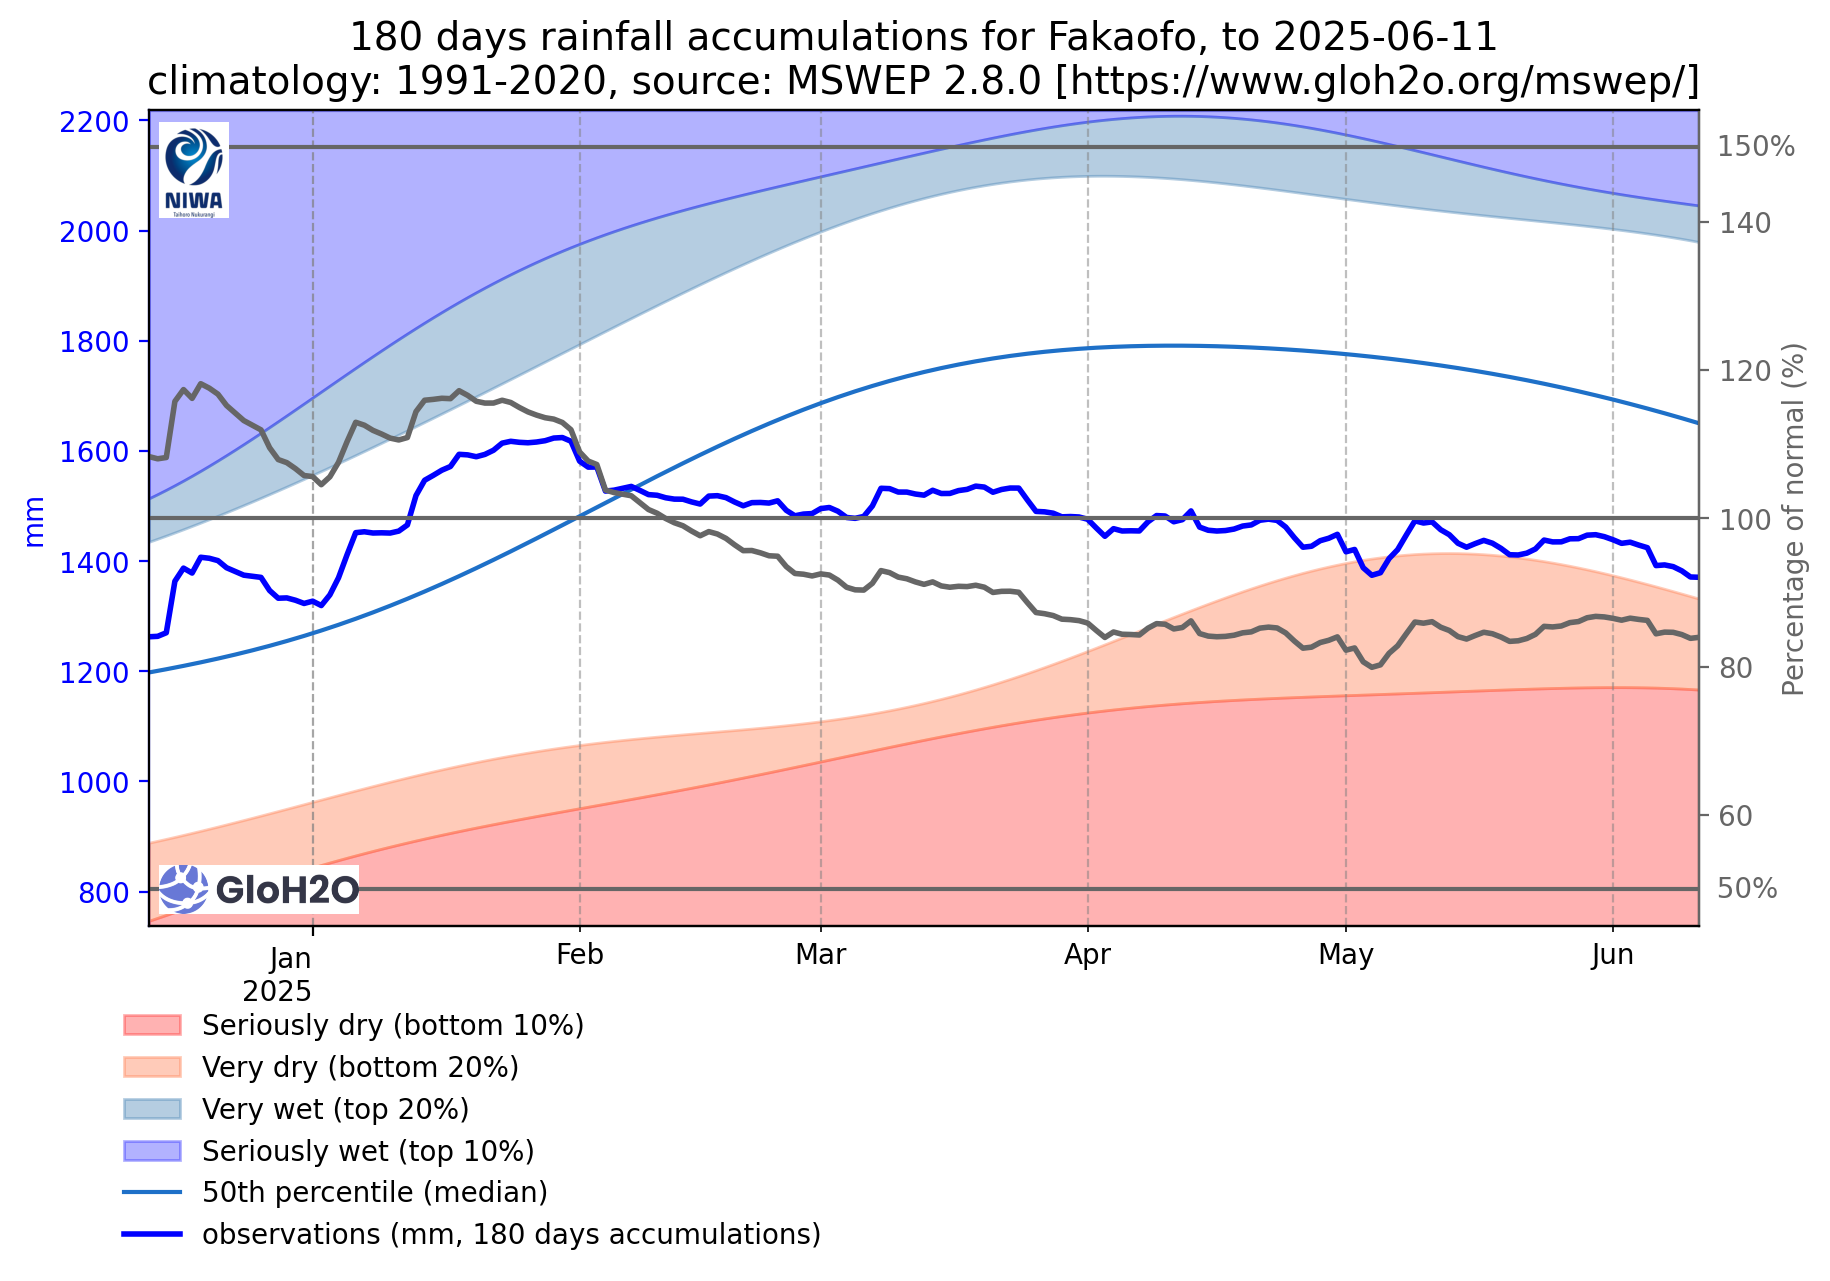 180 days rainfall accumulations for Fakaofo, to 2025-06-11
climatology: 1991-2020, source: MSWEP 2.8.0 [https://www.gloh2o.org/mswep/]
2200
2000
1800
1600
1400
1200
1000
800
mm
NIWA
Taihoro Nukurangi
GloH2O
150%
140
120
100
80
60
50%
Percentage of normal (%)
Jan
2025
Feb
Mar
Apr
May
Jun
Seriously dry (bottom 10%)
Very dry (bottom 20%)
Very wet (top 20%)
Seriously wet (top 10%)
50th percentile (median)
observations (mm, 180 days accumulations)